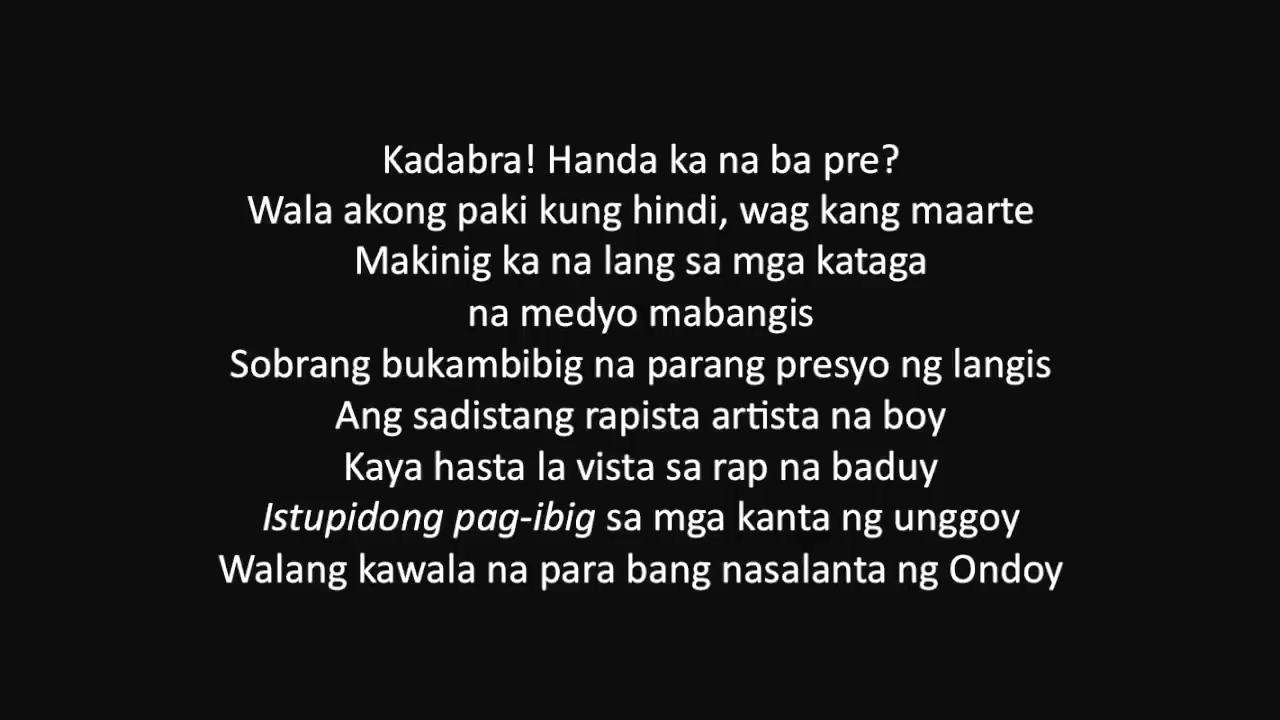 Kadabra! Handa ka na ba pre?
Wala akong paki kung hindi, wag kang maarte
Makinig ka na lang sa mga kataga
na medyo mabangis
Sobrang bukambibig na parang presyo ng langis
Ang sadistang rapista artista na boy
Kaya hasta la vista sa rap na baduy
Istupidong pag-ibig sa mga kanta ng unggoy
Walang kawala na para bang nasalanta ng Ondoy